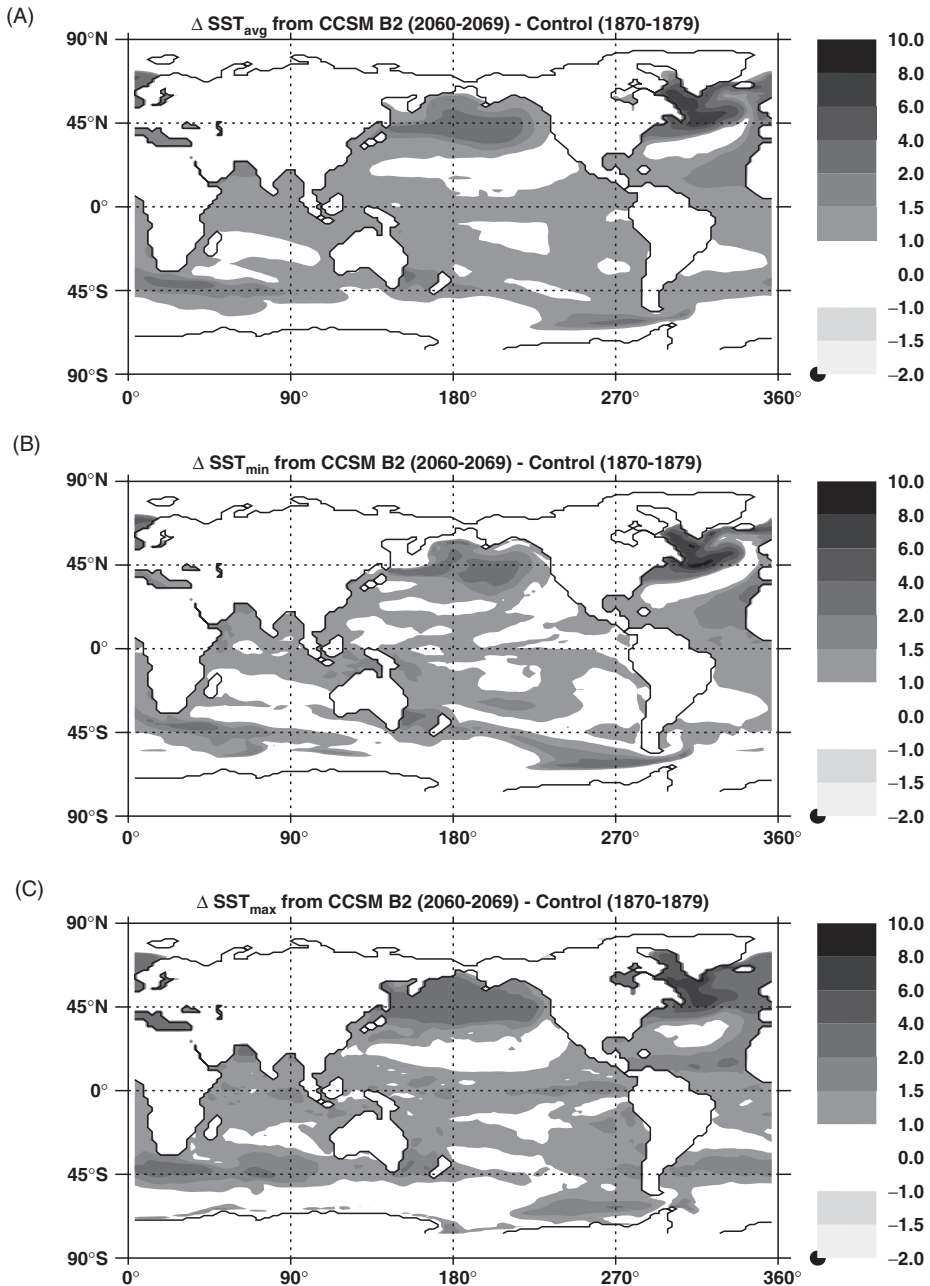 (A)
Δ SSTavg from CCSM B2 (2060-2069) - Control (1870-1879)
90°N
45°N
0°
45°S
90°S
0°
90°
180°
270°
360°
10.0
8.0
6.0
4.0
2.0
1.5
1.0
0.0
–1.0
–1.5
–2.0
(B)
Δ SSTmin from CCSM B2 (2060-2069) - Control (1870-1879)
90°N
45°N
0°
45°S
90°S
0°
90°
180°
270°
360°
10.0
8.0
6.0
4.0
2.0
1.5
1.0
0.0
–1.0
–1.5
–2.0
(C)
Δ SSTmax from CCSM B2 (2060-2069) - Control (1870-1879)
90°N
45°N
0°
45°S
90°S
0°
90°
180°
270°
360°
10.0
8.0
6.0
4.0
2.0
1.5
1.0
0.0
–1.0
–1.5
–2.0